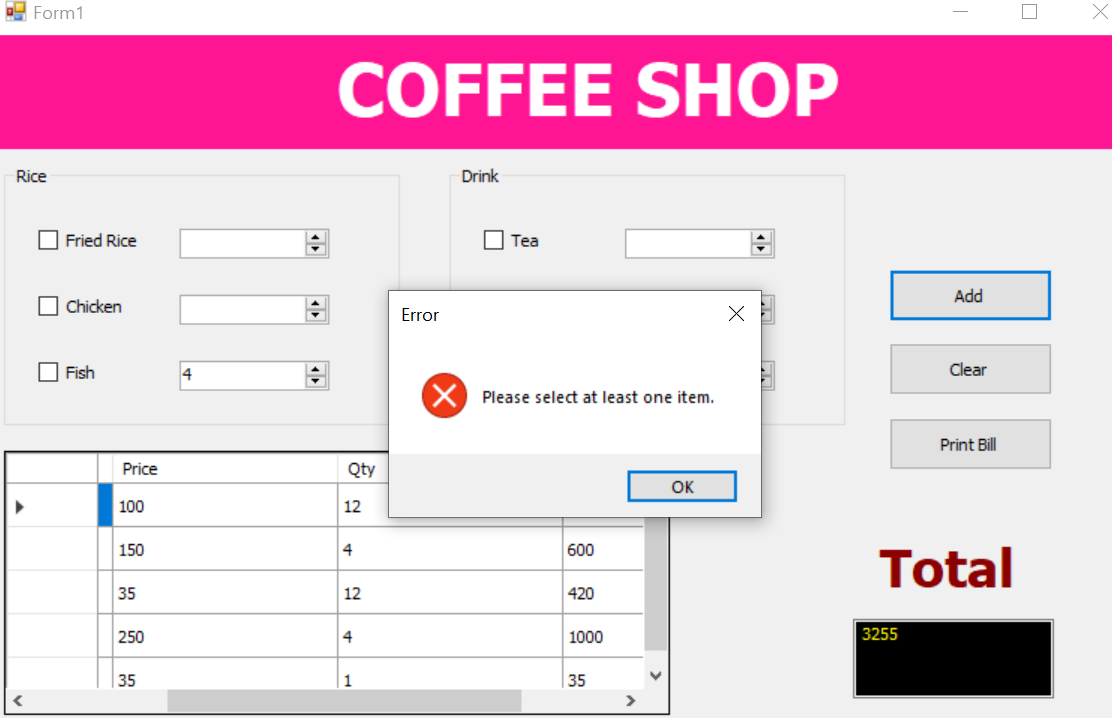 Form1
COFFEE SHOP
Rice
Drink
Fried Rice
Tea
Chicken
Fish
4
Add
Clear
Print Bill
Error
Please select at least one item.
OK
Price Qty
100 12
150 4 600
35 12 420
250 4 1000
35 1 35
Total
3255